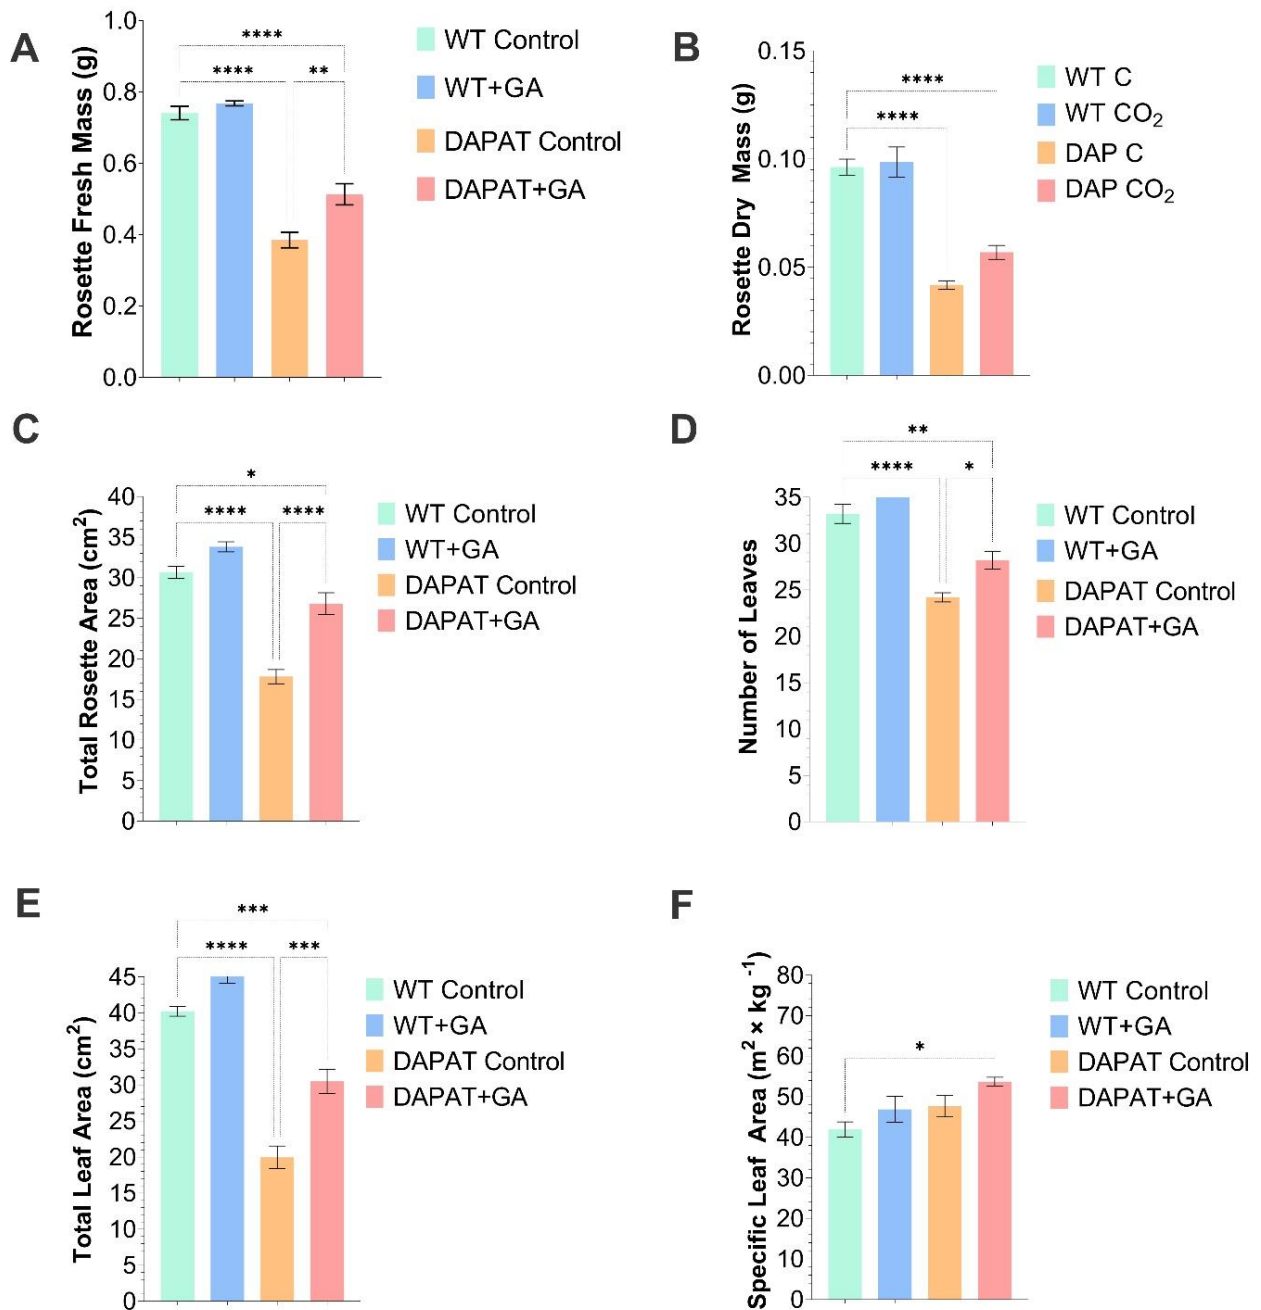 A
Rosette Fresh Mass (g)
1.0
0.8
0.6
0.4
0.2
0.0
****
**** **
WT Control
WT+GA
DAPAT Control
DAPAT+GA
B
Rosette Dry Mass (g)
0.15
0.10
0.05
0.00
****
****
WT C
WT CO2
DAP C
DAP CO2
C
Total Rosette Area (cm2)
40
35
30
25
20
15
10
5
0
*
**** ****
WT Control
WT+GA
DAPAT Control
DAPAT+GA
D
Number of Leaves
35
30
25
20
15
10
5
0
**
**** *
WT Control
WT+GA
DAPAT Control
DAPAT+GA
E
Total Leaf Area (cm2)
45
40
35
30
25
20
15
10
5
0
***
**** ***
WT Control
WT+GA
DAPAT Control
DAPAT+GA
F
Specific Leaf Area (m2 × kg -1)
80
70
60
50
40
30
20
10
0
*
WT Control
WT+GA
DAPAT Control
DAPAT+GA